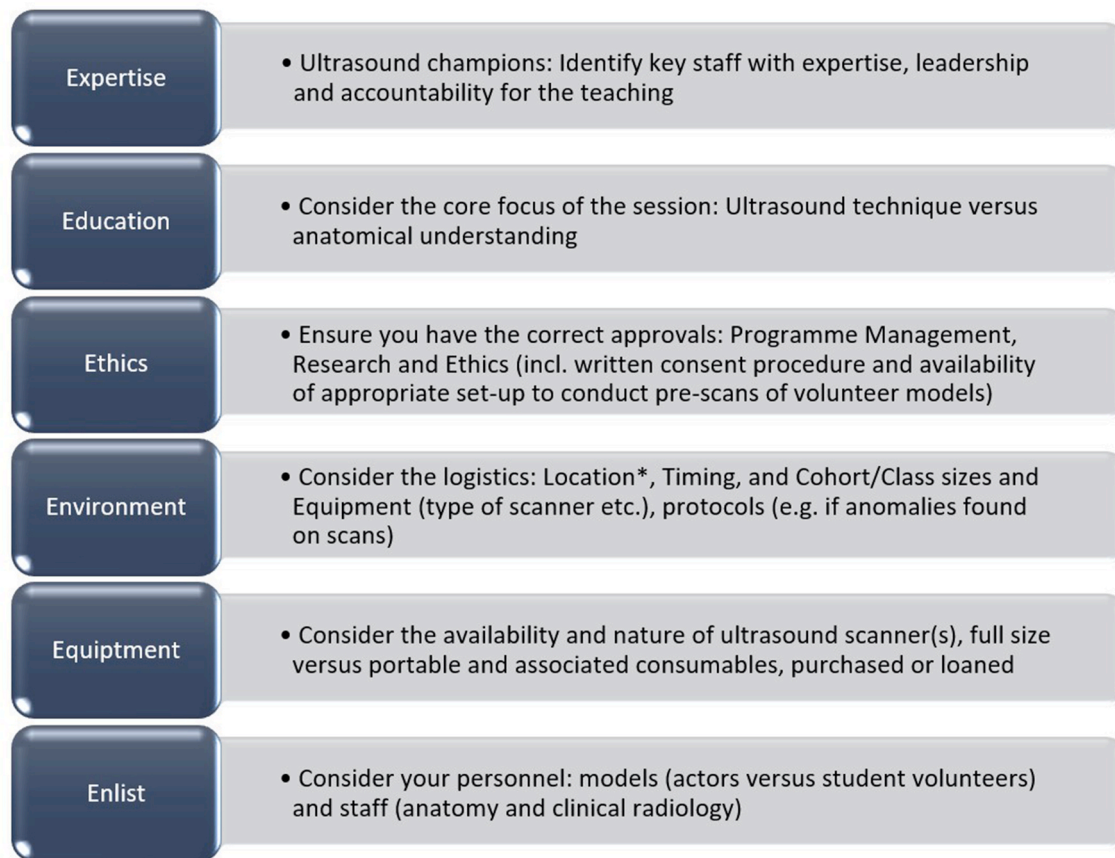 Expertise
• Ultrasound champions: Identify key staff with expertise, leadership
and accountability for the teaching
Education
• Consider the core focus of the session: Ultrasound technique versus
anatomical understanding
Ethics
• Ensure you have the correct approvals: Programme Management,
Research and Ethics (incl. written consent procedure and availability
of appropriate set-up to conduct pre-scans of volunteer models)
Environment
• Consider the logistics: Location*, Timing, and Cohort/Class sizes and
Equipment (type of scanner etc.), protocols (e.g. if anomalies found
on scans)
Equiptment
• Consider the availability and nature of ultrasound scanner(s), full size
versus portable and associated consumables, purchased or loaned
Enlist
• Consider your personnel: models (actors versus student volunteers)
and staff (anatomy and clinical radiology)